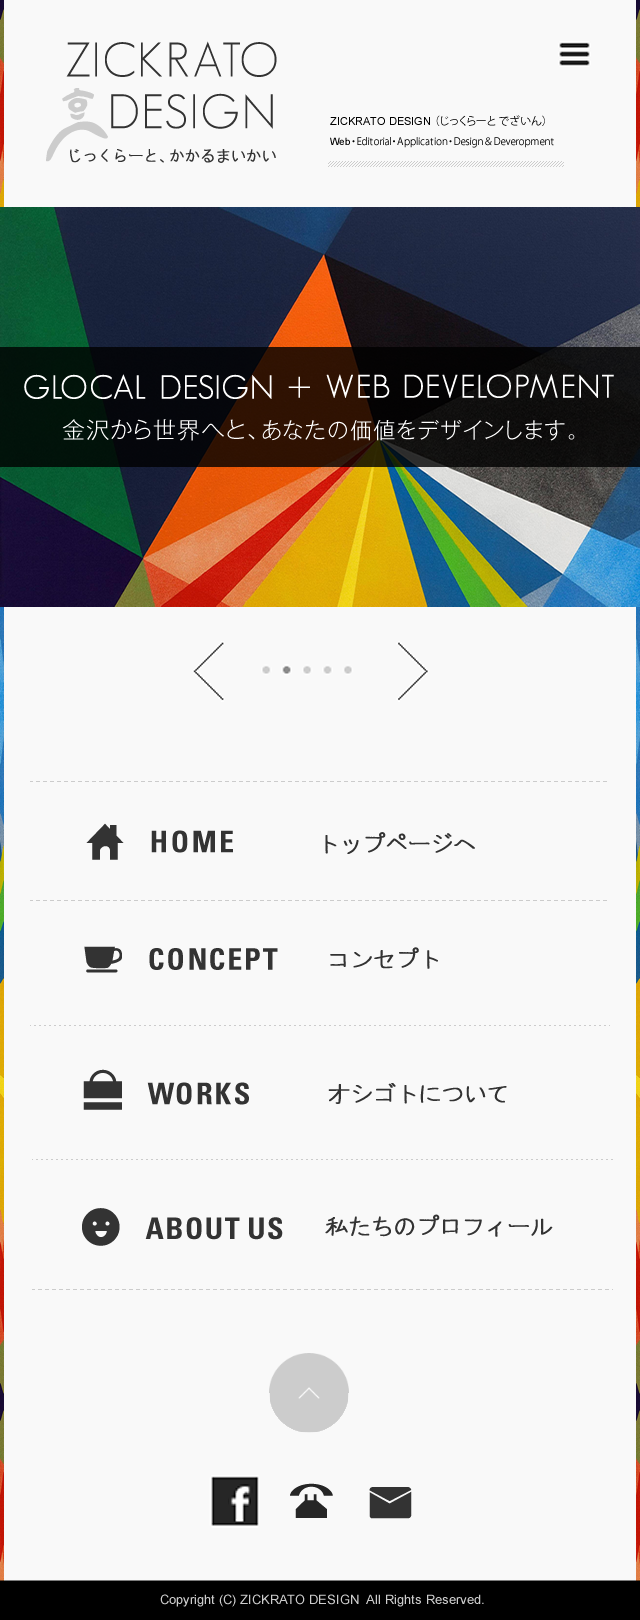 ZICKRATO
DESIGN
じっくらーと、かかるまいかい
ZICKRATO DESIGN（じっくらーと でざいん）
Web・Editorial・Application・Design & Deveropment
GLOCAL DESIGN + WEB DEVELOPMENT
金沢から世界へと、あなたの価値をデザインします。
HOME トップページへ
CONCEPT コンセプト
WORKS オシゴトについて
ABOUT US 私たちのプロフィール
f
Copyright (C) ZICKRATO DESIGN All Rights Reserved.